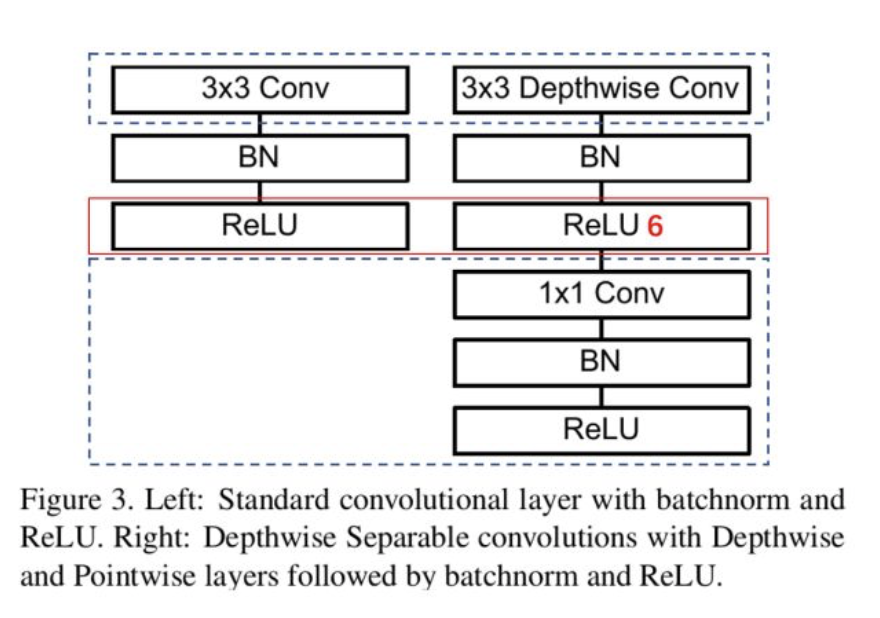 3x3 Conv
3x3 Depthwise Conv
BN
BN
ReLU
ReLU 6
1x1 Conv
BN
ReLU
Figure 3. Left: Standard convolutional layer with batchnorm and
ReLU. Right: Depthwise Separable convolutions with Depthwise
and Pointwise layers followed by batchnorm and ReLU.